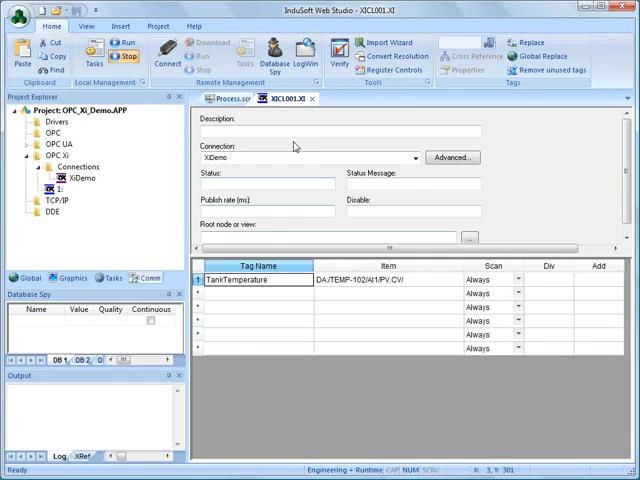 InduSoft Web Studio - XICL001.XI
Home View Insert Project Help
Paste
Cut
Copy
Find
Clipboard
Tasks
Run
Stop
Local Management
Connect
Download
Run
Stop
Remote Management
Database Spy
LogWin
Verify
Import Wizard
Convert Resolution
Register Controls
Tools
Cross Reference
Properties
Replace
Global Replace
Remove unused tags
Tags
Project Explorer
Project: OPC_Xi_Demo.APP
Drivers
OPC
OPC UA
OPC Xi
Connections
XiDemo
1:
TCP/IP
DDE
Global Graphics Tasks Comm
Database Spy
Name Value Quality Continuous
DB 1 DB 2 D
Output
Log XRef
Process.scr XICL001.XI
Description:
Connection:
XiDemo
Advanced...
Status: Status Message:
Publish rate (ms): Disable:
Root node or view:
...
Tag Name Item Scan Div Add
1 TankTemperature DA:/TEMP-102/AI1/PV.CV/ Always
* Always
* Always
* Always
* Always
* Always
Ready Engineering + Runtime CAP NUM SCRL X: 3, Y: 301